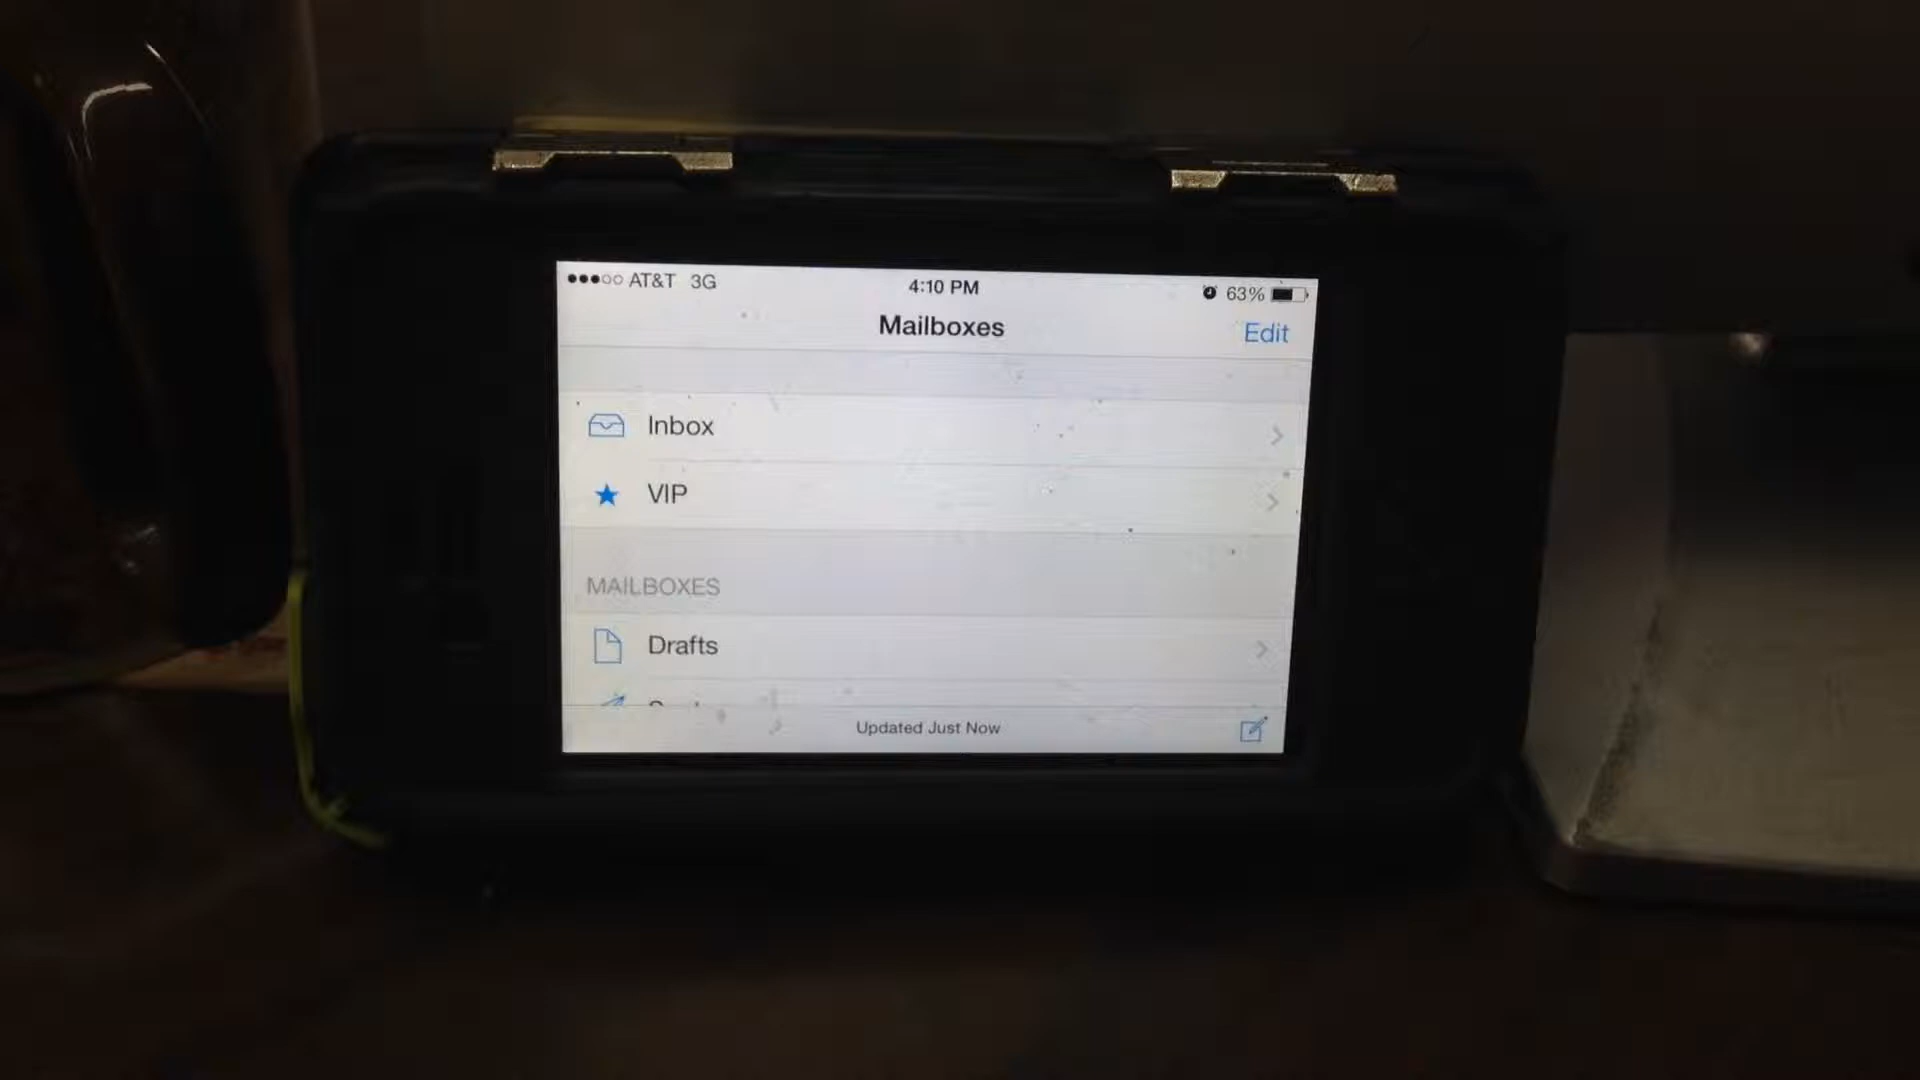 AT&T 3G 4:10 PM 63%
Mailboxes Edit
Inbox
VIP
MAILBOXES
Drafts
Updated Just Now